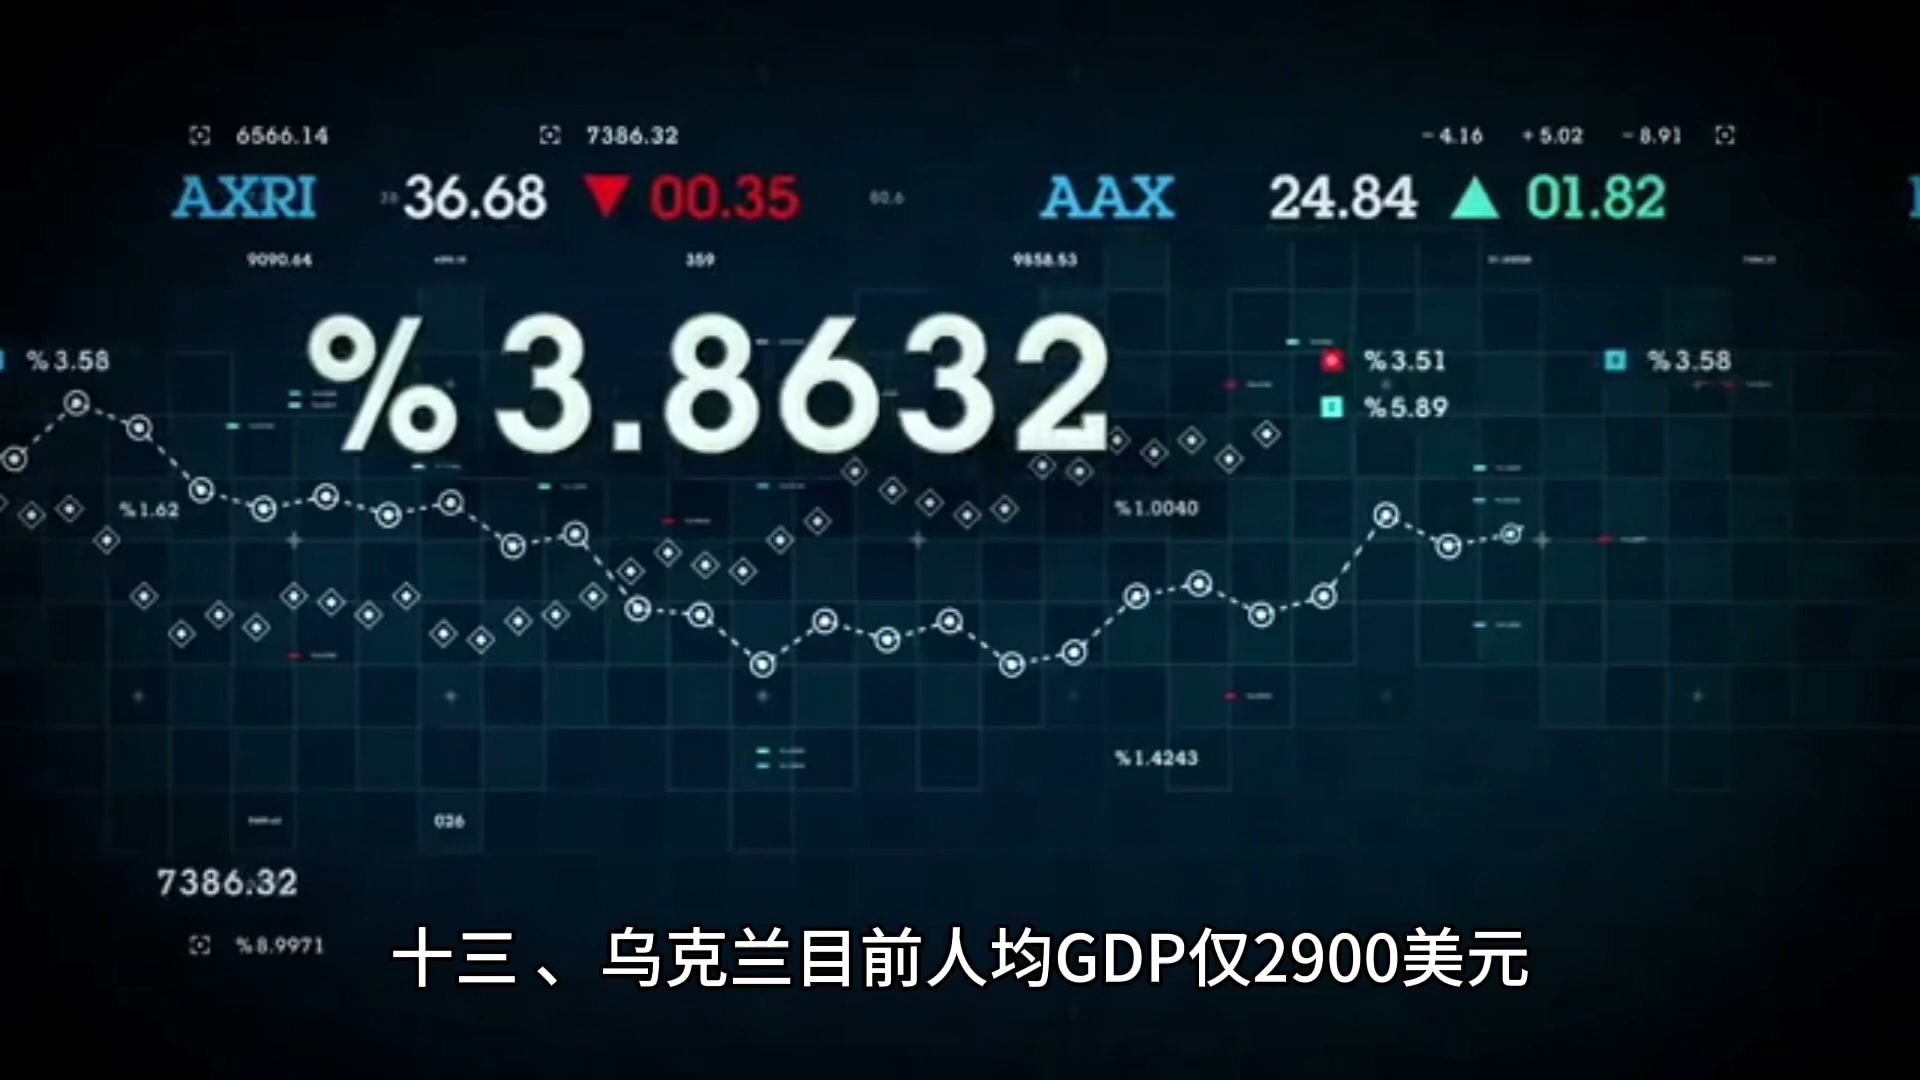 6566.14 7386.32 -4.16 +5.02 -8.91
AXRI 36.68 00.35 80.6 AAX 24.84 01.82
9090.64 359 9858.53
%3.8632
%3.58 %3.51 %3.58
%5.89
%1.62 %1.0040
%1.4243
026
7386.32
%8.9971
十三、乌克兰目前人均GDP仅2900美元